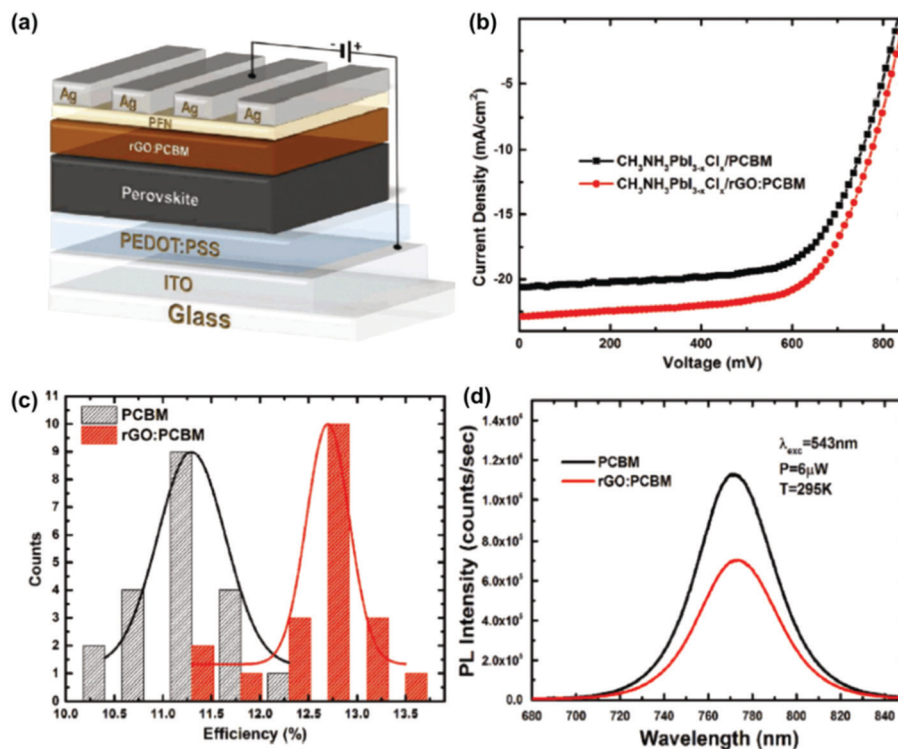 (a)
- +
Ag Ag Ag Ag
PFN
rGO:PCBM
Perovskite
PEDOT:PSS
ITO
Glass
(b)
Current Density (mA/cm²)
-5
-10
-15
-20
CH₃NH₃PbI₃₋ₓClₓ/PCBM
CH₃NH₃PbI₃₋ₓClₓ/rGO:PCBM
0 200 400 600 800
Voltage (mV)
(c)
Counts
11
10
9
8
7
6
5
4
3
2
1
0
PCBM
rGO:PCBM
10.0 10.5 11.0 11.5 12.0 12.5 13.0 13.5
Efficiency (%)
(d)
PL Intensity (counts/sec)
1.4x10⁶
1.2x10⁶
1.0x10⁶
8.0x10⁵
6.0x10⁵
4.0x10⁵
2.0x10⁵
0.0
PCBM
rGO:PCBM
λexc=543nm
P=6μW
T=295K
680 700 720 740 760 780 800 820 840
Wavelength (nm)